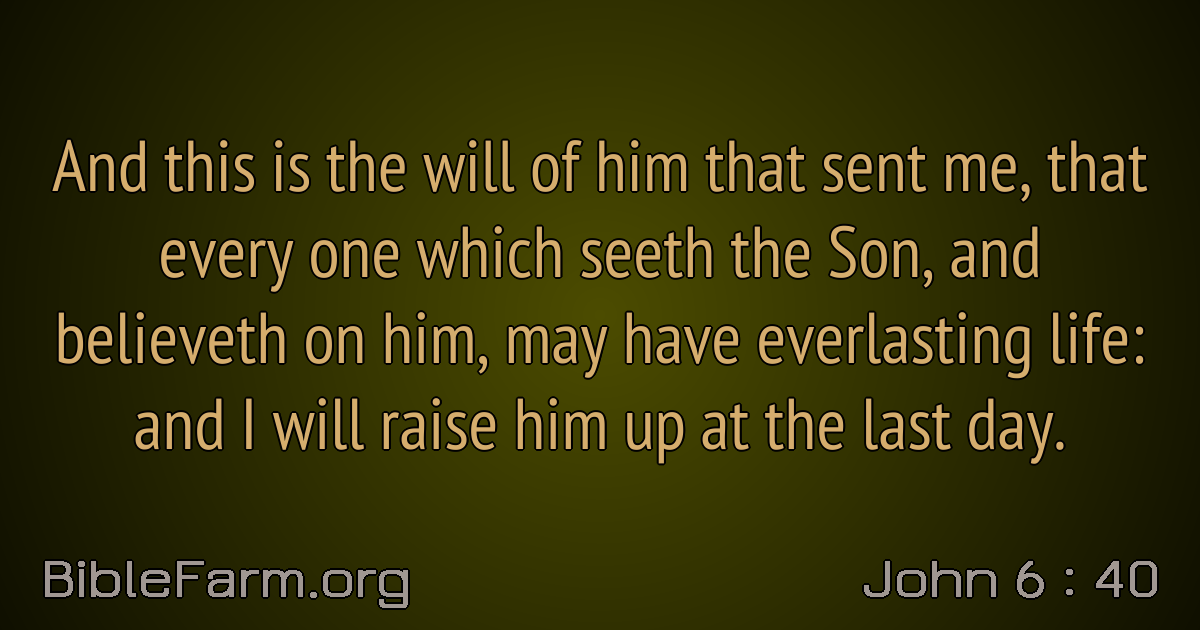 And this is the will of him that sent me, that
every one which seeth the Son, and
believeth on him, may have everlasting life:
and I will raise him up at the last day.
BibleFarm.org
John 6 : 40